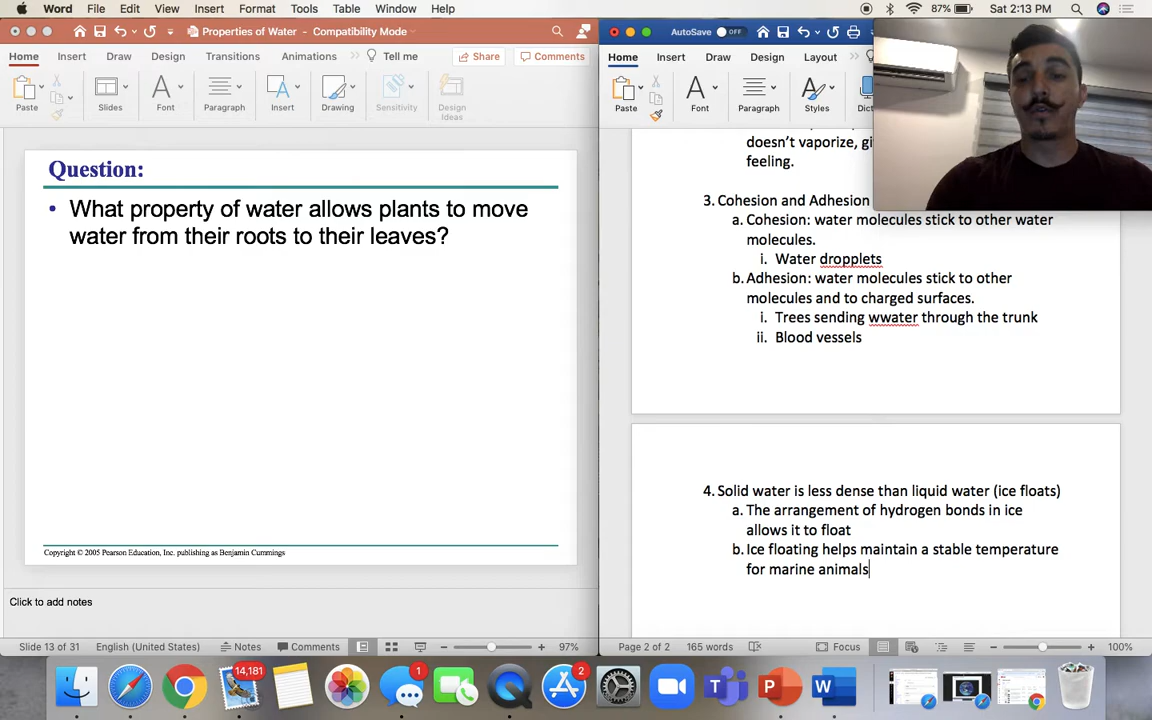 Word File Edit View Insert Format Tools Table Window Help 87% Sat 2:13 PM
Properties of Water - Compatibility Mode
Home Insert Draw Design Transitions Animations Tell me Share Comments
Paste Slides Font Paragraph Insert Drawing Sensitivity Design Ideas
Question:
• What property of water allows plants to move
water from their roots to their leaves?
Copyright © 2005 Pearson Education, Inc. publishing as Benjamin Cummings
Click to add notes
Slide 13 of 31 English (United States) Notes Comments 97%
AutoSave OFF
Home Insert Draw Design Layout
Paste Font Paragraph Styles
doesn't vaporize,
feeling.
3. Cohesion and Adhesion
a. Cohesion: water molecules stick to other water
molecules.
i. Water dropplets
b. Adhesion: water molecules stick to other
molecules and to charged surfaces.
i. Trees sending wwater through the trunk
ii. Blood vessels
4. Solid water is less dense than liquid water (ice floats)
a. The arrangement of hydrogen bonds in ice
allows it to float
b. Ice floating helps maintain a stable temperature
for marine animals
Page 2 of 2 165 words Focus 100%
14,181 1 2